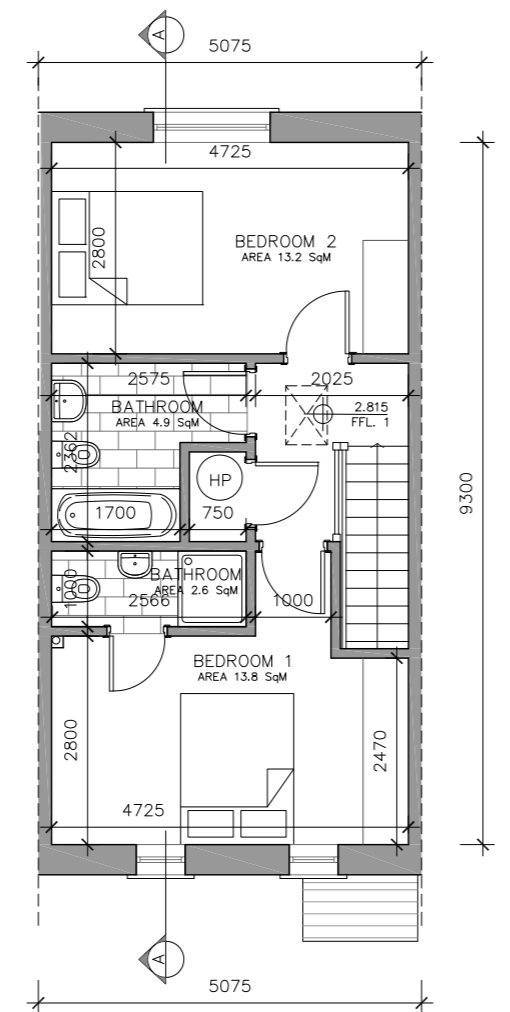 A
5075
4725
2800
BEDROOM 2
AREA 13.2 SqM
2575
2025
BATHROOM
AREA 4.9 SqM
2.815
FFL. 1
2362
HP
9300
1700
750
BATHROOM
AREA 2.6 SqM
1000
2566
1000
BEDROOM 1
AREA 13.8 SqM
2800
2470
4725
A
5075